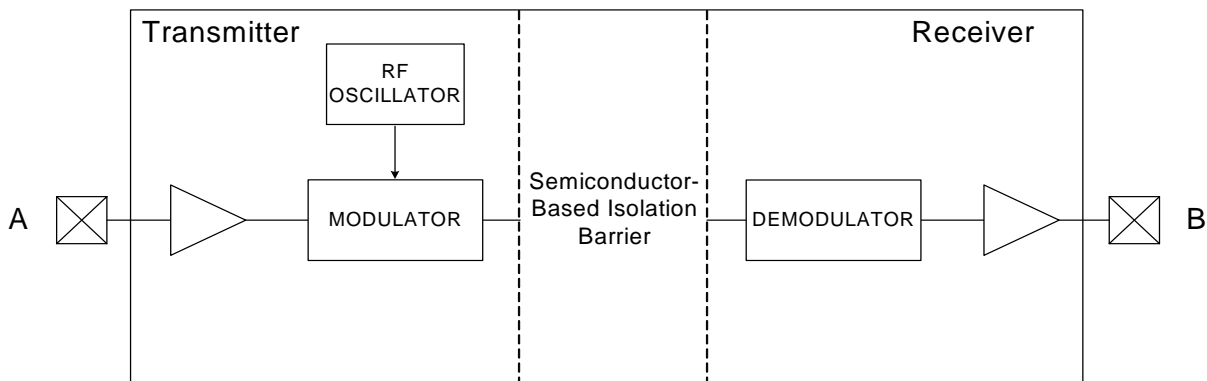 Transmitter
Receiver
RF
OSCILLATOR
A
MODULATOR
Semiconductor-
Based Isolation
Barrier
DEMODULATOR
B